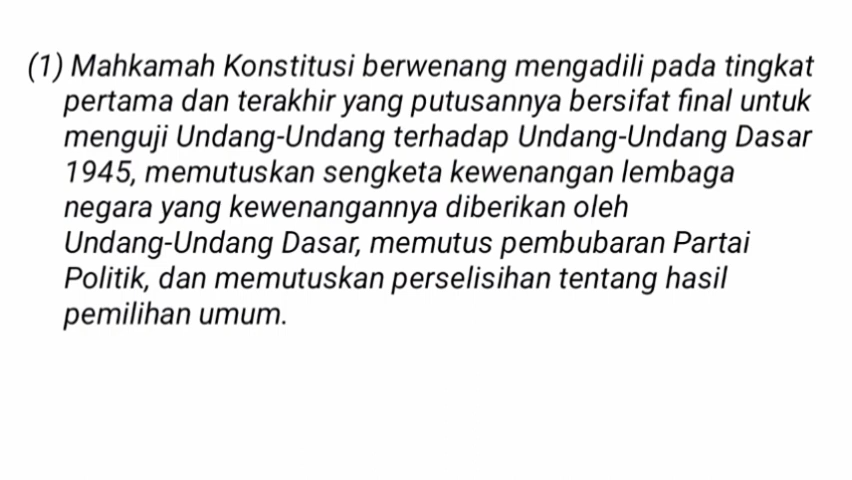 (1) Mahkamah Konstitusi berwenang mengadili pada tingkat
pertama dan terakhir yang putusannya bersifat final untuk
menguji Undang-Undang terhadap Undang-Undang Dasar
1945, memutuskan sengketa kewenangan lembaga
negara yang kewenangannya diberikan oleh
Undang-Undang Dasar, memutus pembubaran Partai
Politik, dan memutuskan perselisihan tentang hasil
pemilihan umum.